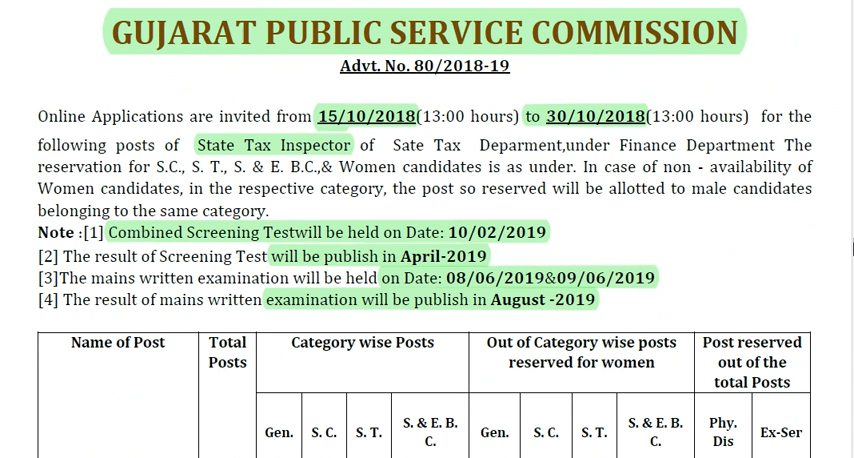 GUJARAT PUBLIC SERVICE COMMISSION
Advt. No. 80/2018-19
Online Applications are invited from 15/10/2018(13:00 hours) to 30/10/2018(13:00 hours) for the
following posts of State Tax Inspector of Sate Tax Deparment,under Finance Department The
reservation for S.C., S. T., S. & E. B.C.,& Women candidates is as under. In case of non - availability of
Women candidates, in the respective category, the post so reserved will be allotted to male candidates
belonging to the same category.
Note :[1] Combined Screening Testwill be held on Date: 10/02/2019
[2] The result of Screening Test will be publish in April-2019
[3]The mains written examination will be held on Date: 08/06/2019&09/06/2019
[4] The result of mains written examination will be publish in August -2019
Name of Post Total Category wise Posts Out of Category wise posts Post reserved
Posts reserved for women out of the
total Posts
Gen. S. C. S. T. S. & E. B. Gen. S. C. S. T. S. & E. B. Phy. Ex-Ser
C. C. Dis